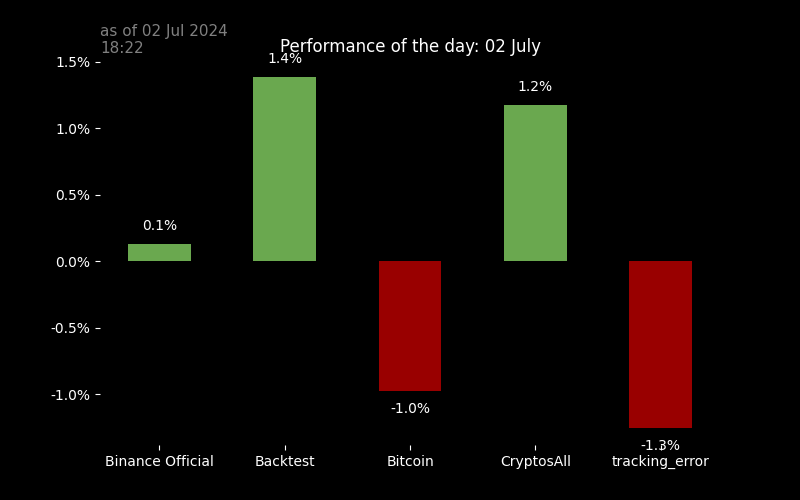 as of 02 Jul 2024
18:22
Performance of the day: 02 July
1.5%
1.0%
0.5%
0.0%
-0.5%
-1.0%
0.1%
1.4%
-1.0%
1.2%
-1.3%
Binance Official
Backtest
Bitcoin
CryptosAll
tracking_error